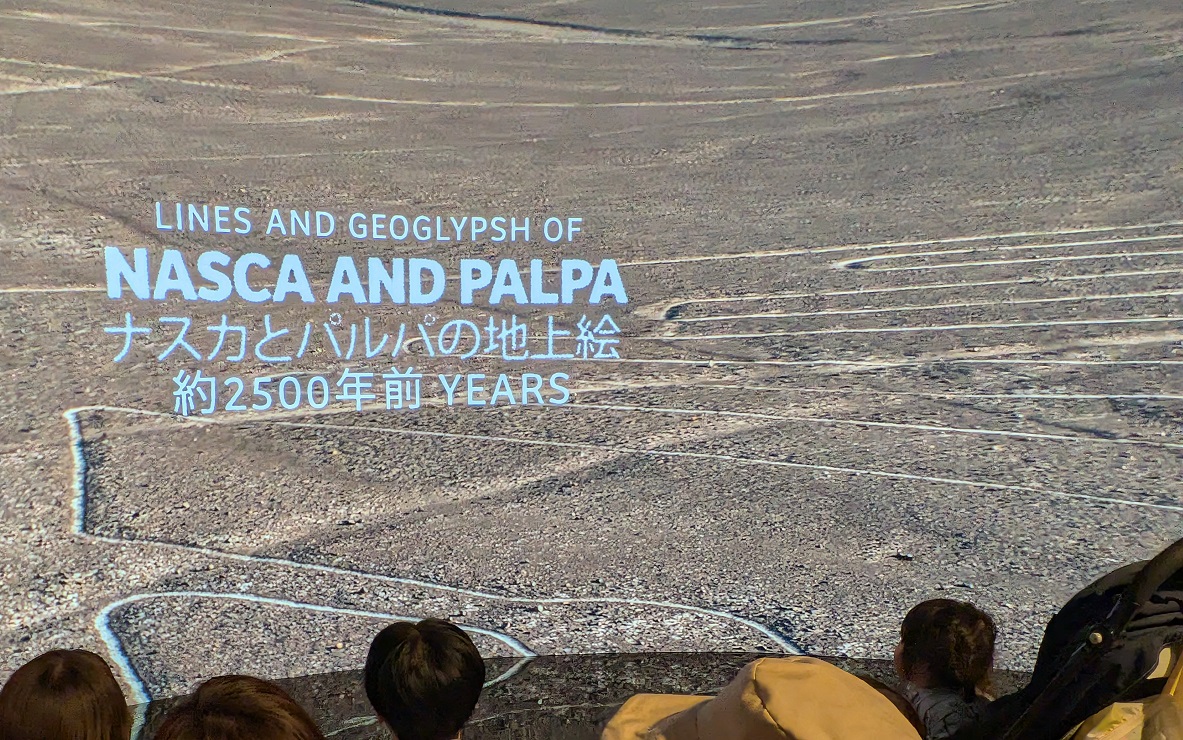 LINES AND GEOGLYPSH OF
NASCA AND PALPA
ナスカとパルパの地上絵
約2500年前 YEARS